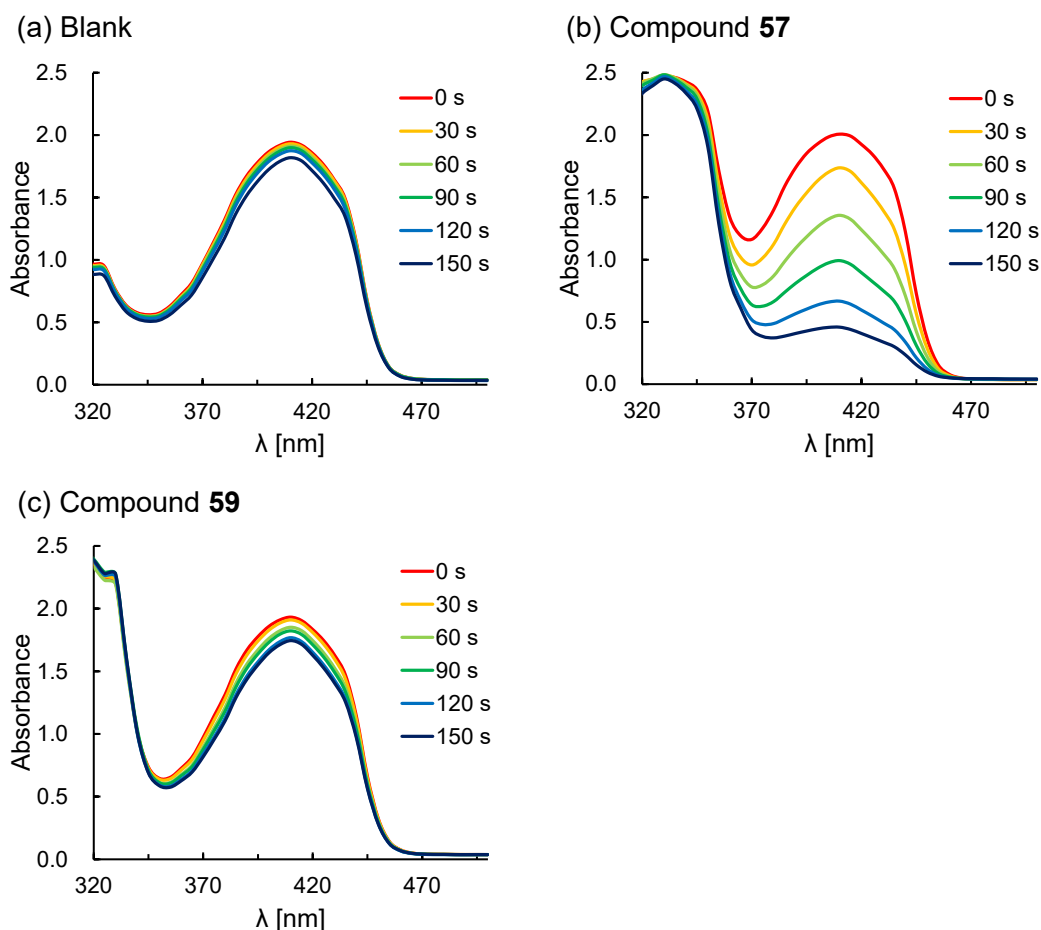 (a) Blank
2.5
2.0
1.5
1.0
0.5
0.0
Absorbance
320 370 420 470
λ [nm]
0 s
30 s
60 s
90 s
120 s
150 s
(b) Compound 57
2.5
2.0
1.5
1.0
0.5
0.0
Absorbance
320 370 420 470
λ [nm]
0 s
30 s
60 s
90 s
120 s
150 s
(c) Compound 59
2.5
2.0
1.5
1.0
0.5
0.0
Absorbance
320 370 420 470
λ [nm]
0 s
30 s
60 s
90 s
120 s
150 s